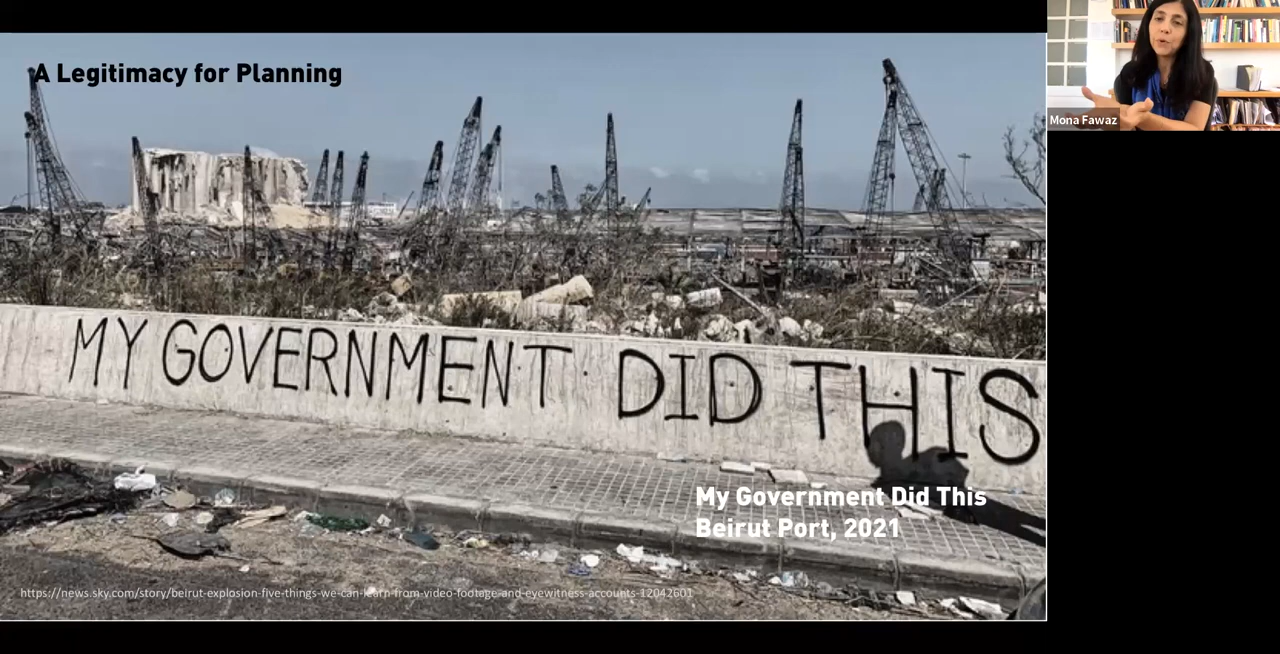 A Legitimacy for Planning
Mona Fawaz
MY GOVERNMENT DID THIS
My Government Did This
Beirut Port, 2021
https://news.sky.com/story/beirut-explosion-five-things-we-can-learn-from-video-footage-and-eyewitness-accounts-12042601